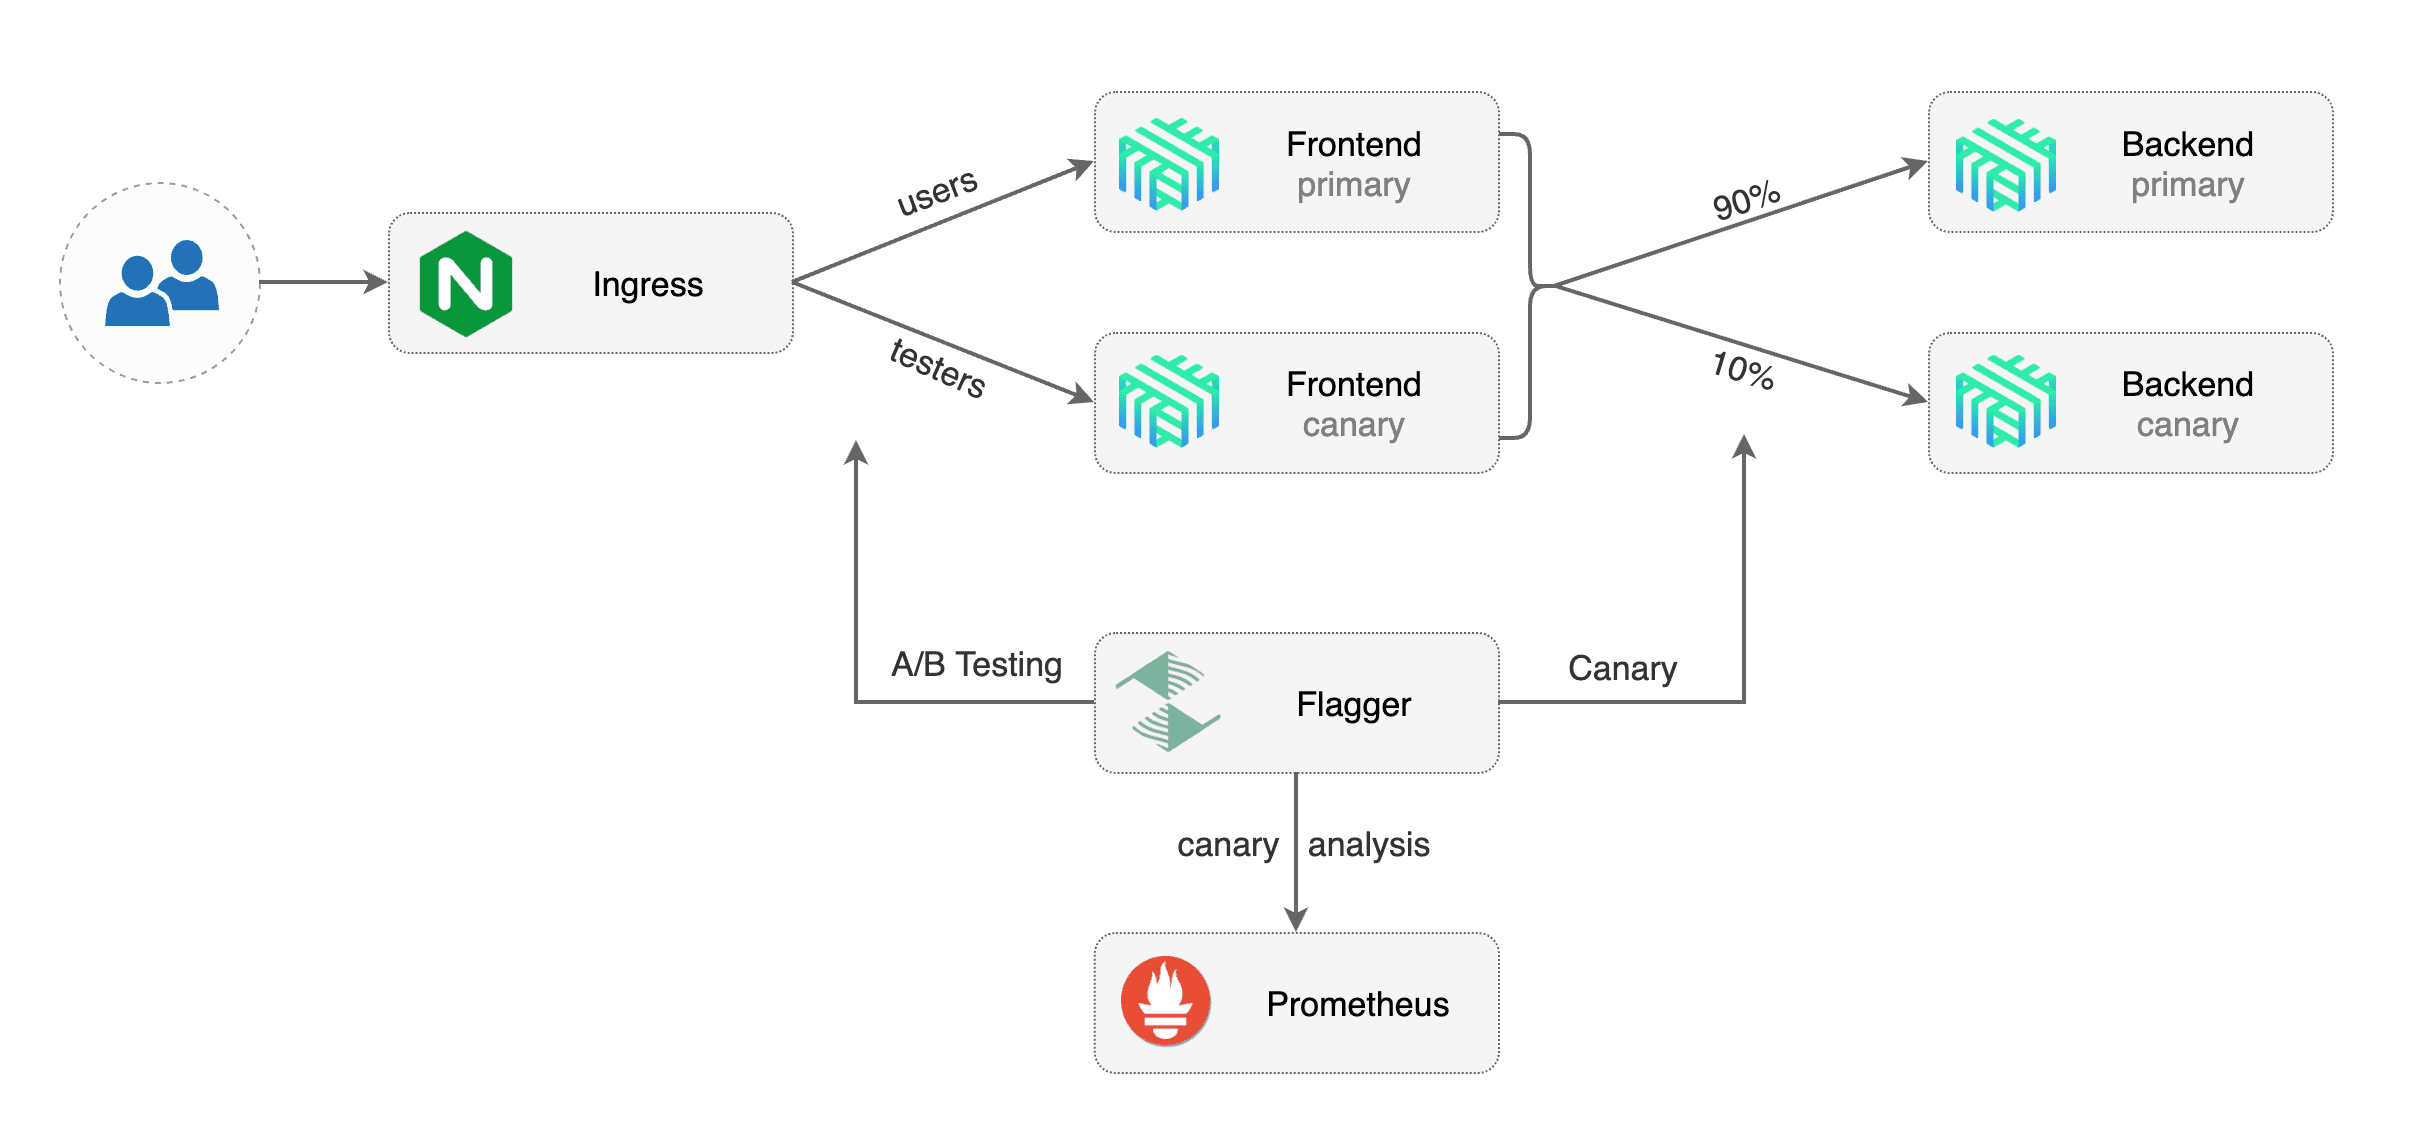 Ingress
users
testers
Frontend
primary
Frontend
canary
90%
10%
Backend
primary
Backend
canary
A/B Testing
Flagger
Canary
canary analysis
Prometheus